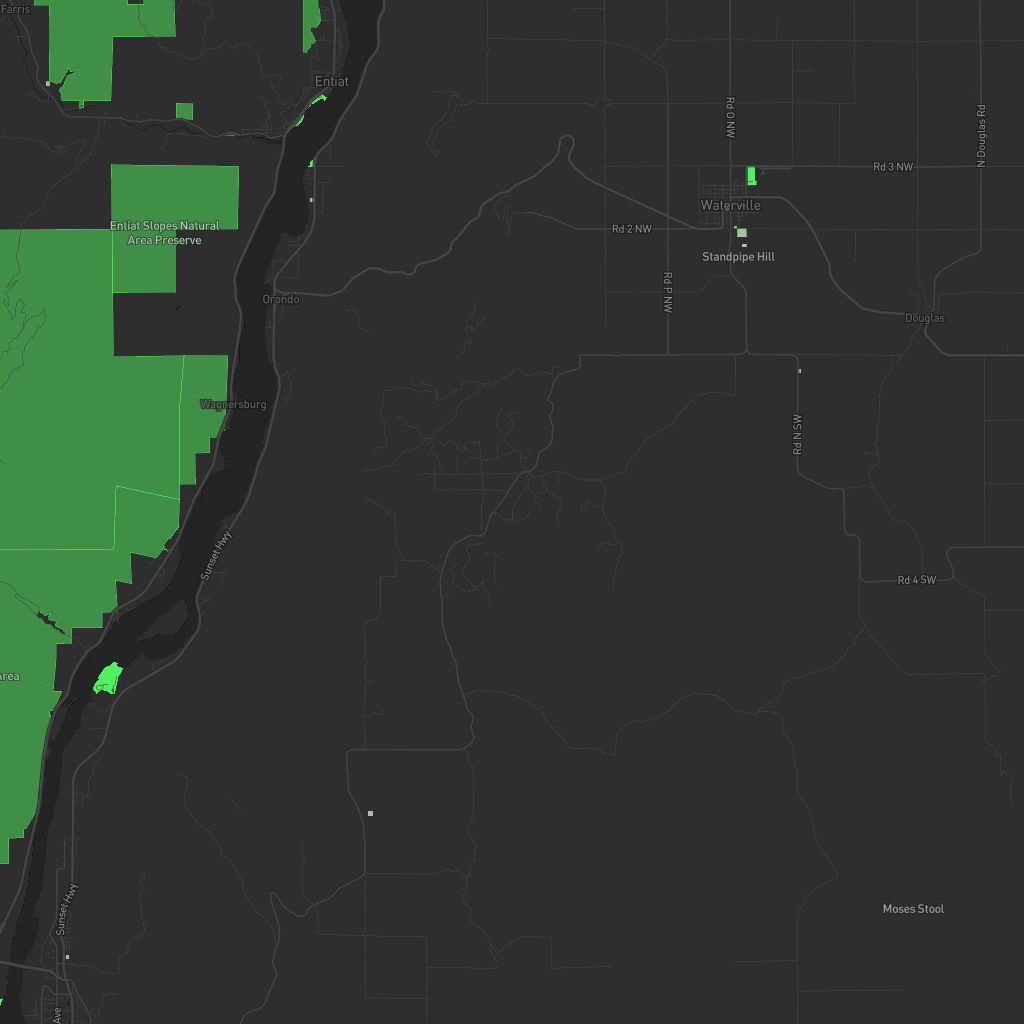 Farris
Entiat
Rd O NW
N Douglas Rd
Rd 3 NW
Waterville
Entiat Slopes Natural
Area Preserve
Rd 2 NW
Standpipe Hill
Rd P NW
Orondo
Douglas
Wagnersburg
Rd N SW
Sunset Hwy
Rd 4 SW
Area
Moses Stool
Sunset Hwy
Ave